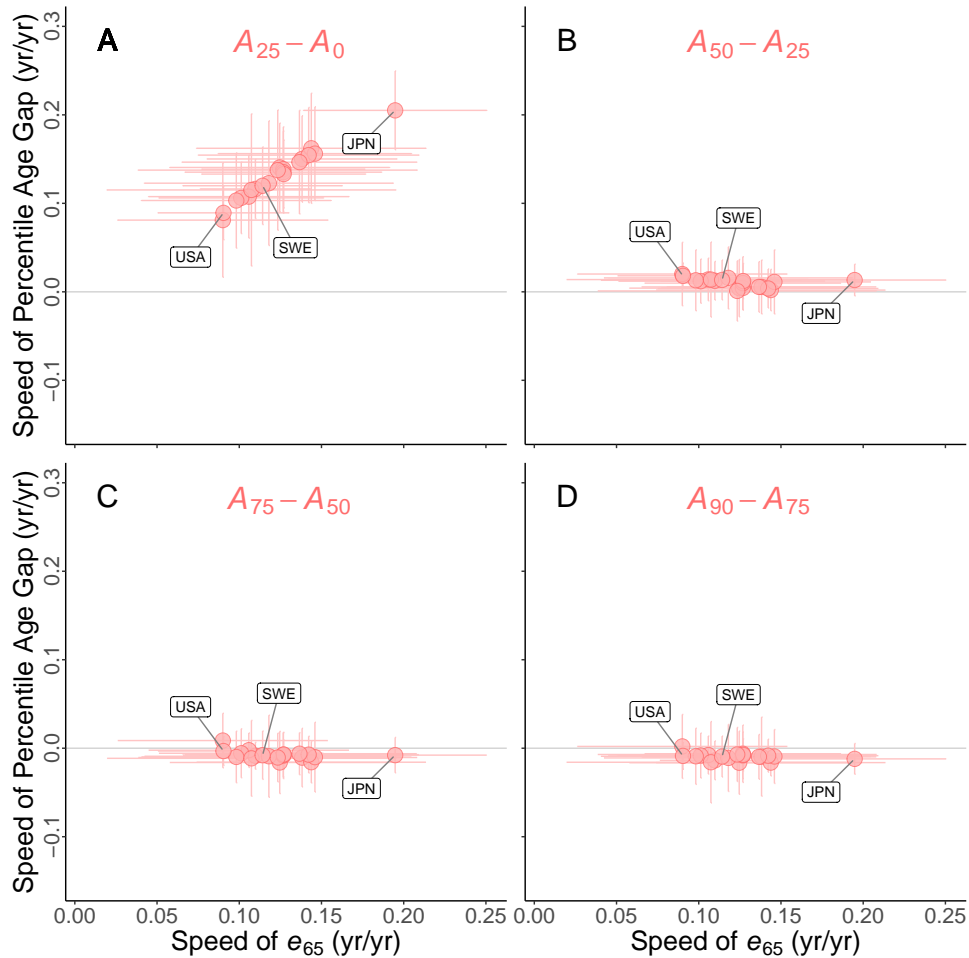 A
A₂₅ – A₀
0.3
0.2
0.1
0.0
−0.1
Speed of Percentile Age Gap (yr/yr)
JPN
USA
SWE
B
A₅₀ – A₂₅
USA
SWE
JPN
C
A₇₅ – A₅₀
0.3
0.2
0.1
0.0
−0.1
Speed of Percentile Age Gap (yr/yr)
USA
SWE
JPN
0.00 0.05 0.10 0.15 0.20 0.25
Speed of e₆₅ (yr/yr)
D
A₉₀ – A₇₅
USA
SWE
JPN
0.00 0.05 0.10 0.15 0.20 0.25
Speed of e₆₅ (yr/yr)